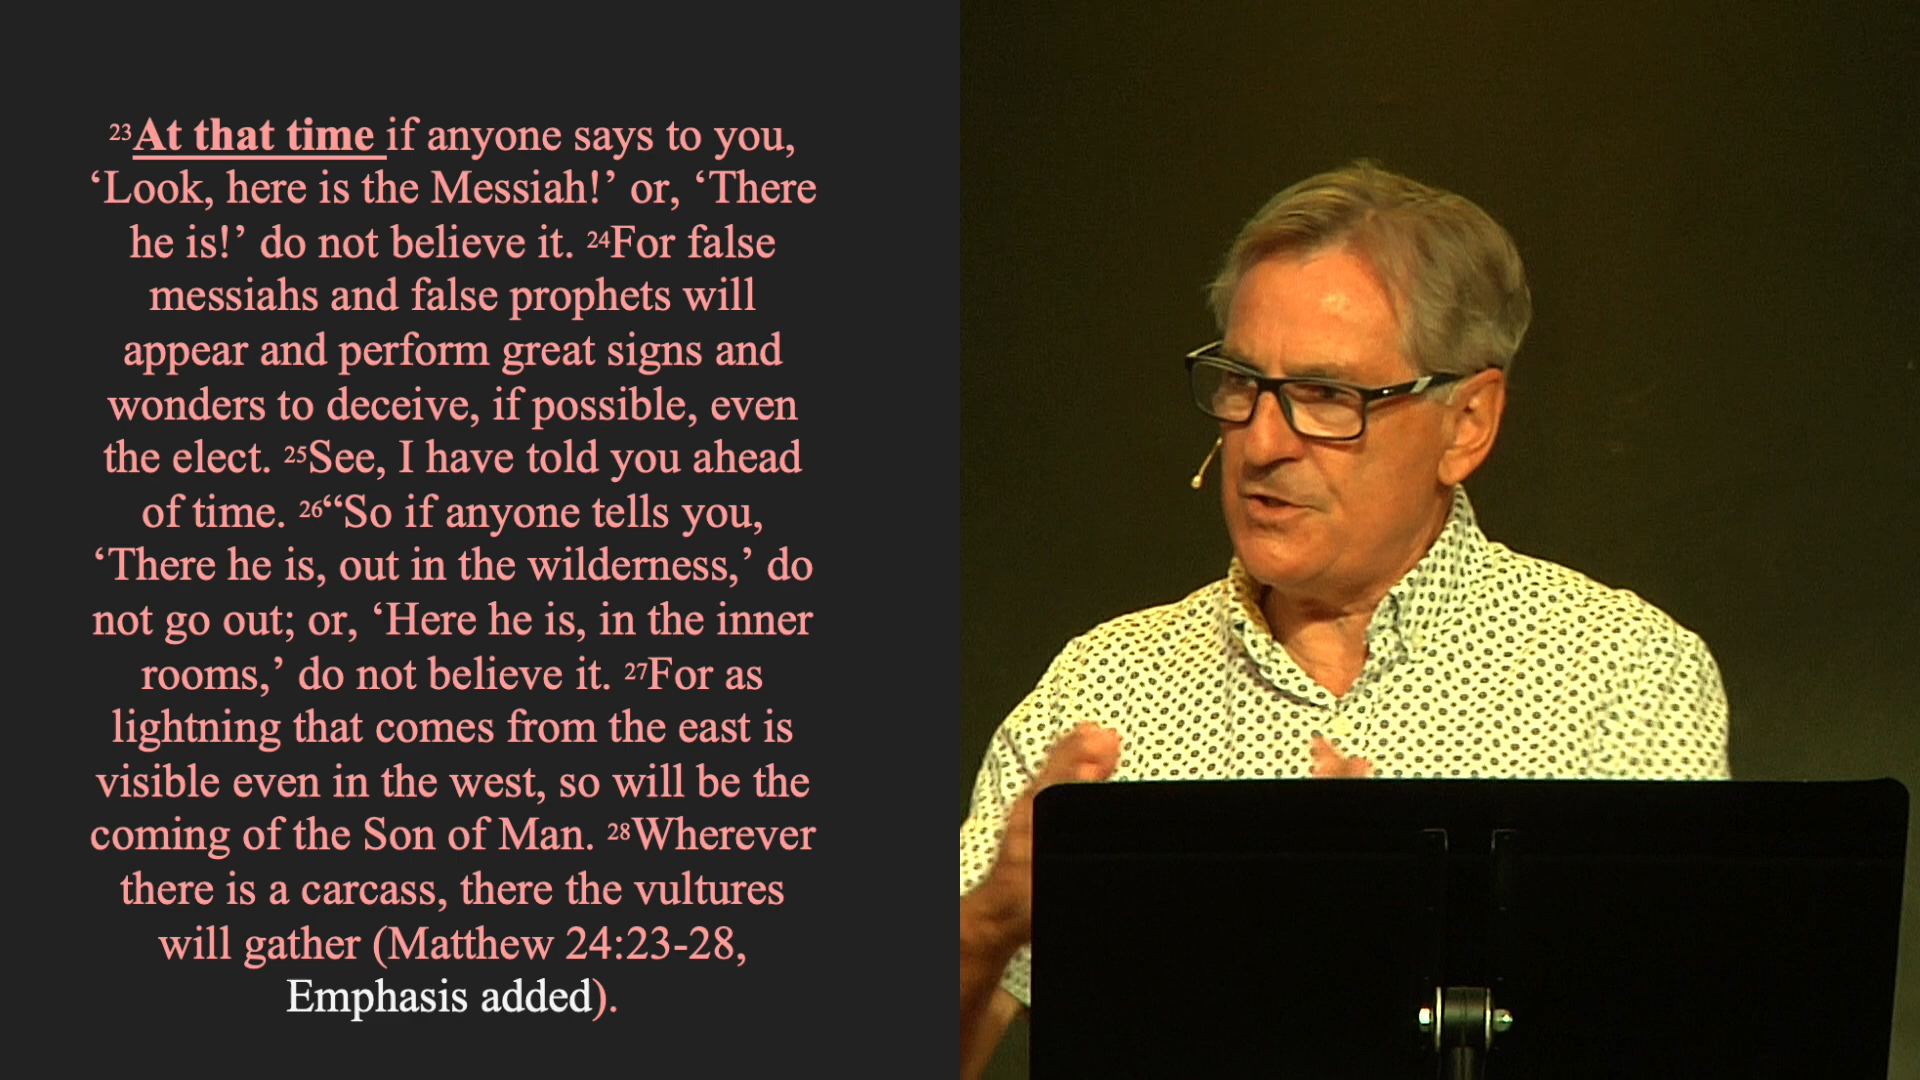 ²³At that time if anyone says to you,
‘Look, here is the Messiah!’ or, ‘There
he is!’ do not believe it. ²⁴For false
messiahs and false prophets will
appear and perform great signs and
wonders to deceive, if possible, even
the elect. ²⁵See, I have told you ahead
of time. ²⁶“So if anyone tells you,
‘There he is, out in the wilderness,’ do
not go out; or, ‘Here he is, in the inner
rooms,’ do not believe it. ²⁷For as
lightning that comes from the east is
visible even in the west, so will be the
coming of the Son of Man. ²⁸Wherever
there is a carcass, there the vultures
will gather (Matthew 24:23-28,
Emphasis added).